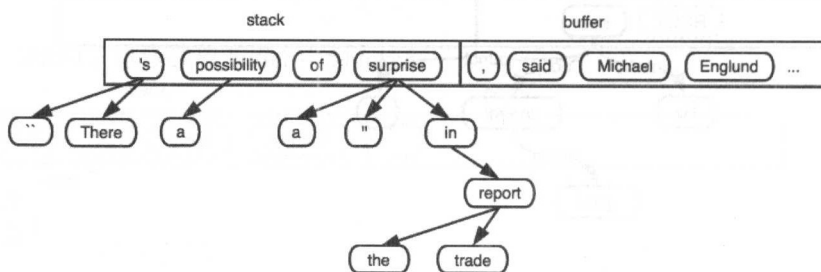 stack buffer
's possibility of surprise , said Michael Englund ...
`` There a a " in
report
the trade